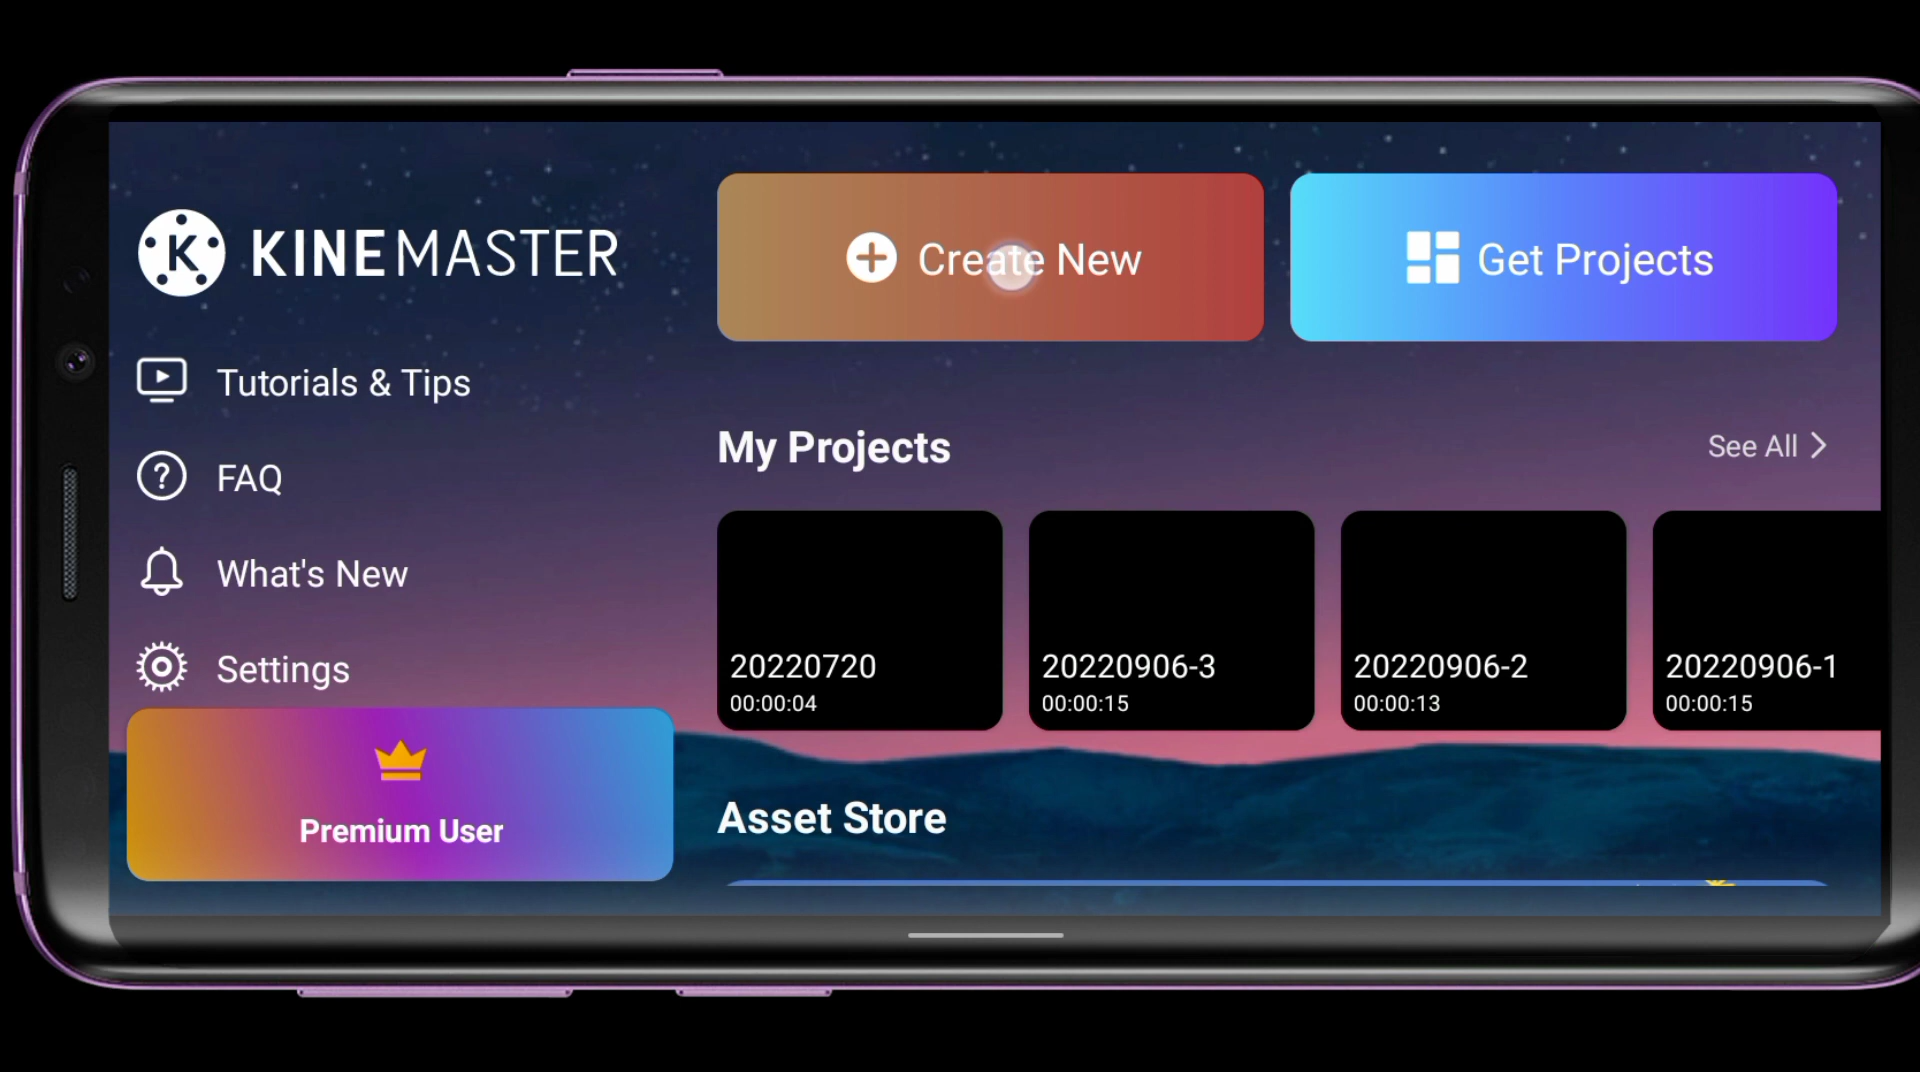 K KINEMASTER
Tutorials & Tips
FAQ
What's New
Settings
Premium User
Create New
Get Projects
My Projects
See All
20220720
00:00:04
20220906-3
00:00:15
20220906-2
00:00:13
20220906-1
00:00:15
Asset Store